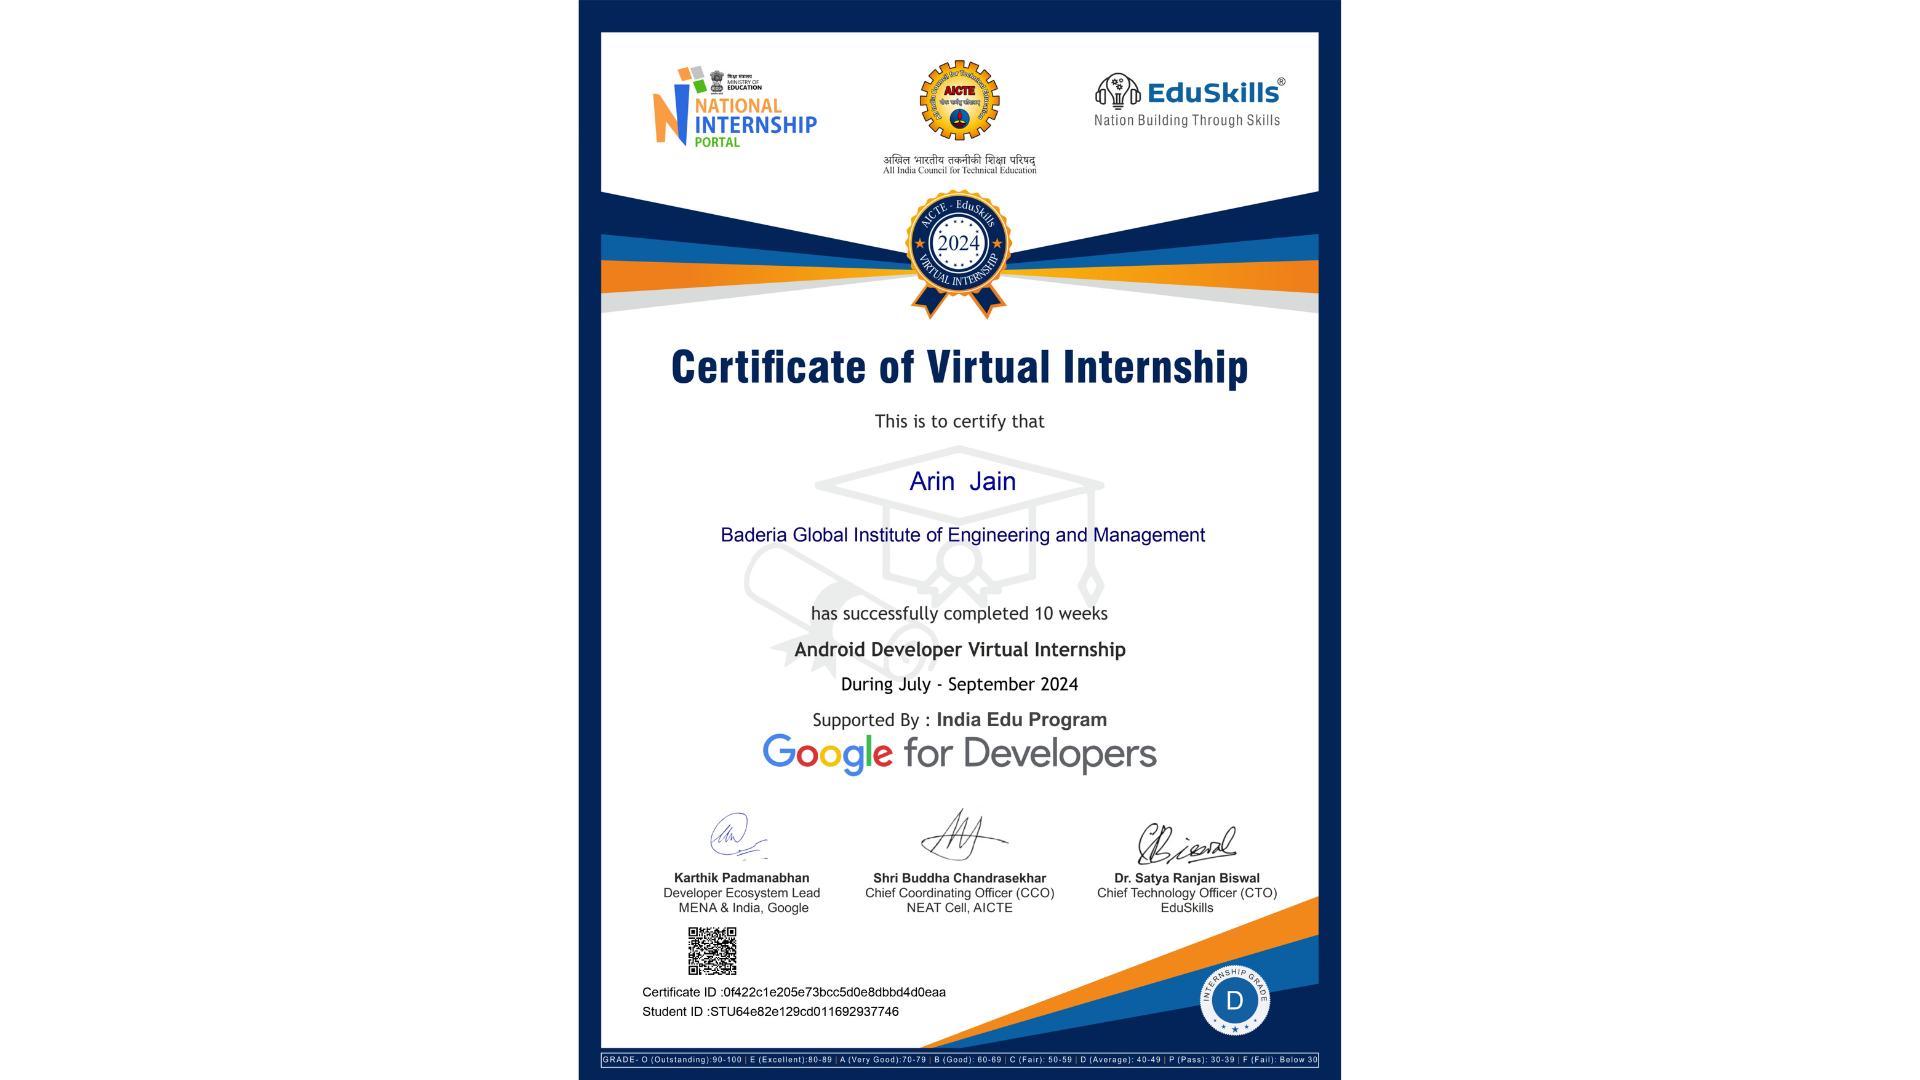 शिक्षा मंत्रालय
MINISTRY OF
EDUCATION
NATIONAL
INTERNSHIP
PORTAL
All India Council for Technical Education
AICTE
अखिल भारतीय तकनीकी शिक्षा परिषद्
All India Council for Technical Education
EduSkills®
Nation Building Through Skills
AICTE - EduSkills
2024
VIRTUAL INTERNSHIP
Certificate of Virtual Internship
This is to certify that
Arin Jain
Baderia Global Institute of Engineering and Management
has successfully completed 10 weeks
Android Developer Virtual Internship
During July - September 2024
Supported By : India Edu Program
Google for Developers
Karthik Padmanabhan
Developer Ecosystem Lead
MENA & India, Google
Shri Buddha Chandrasekhar
Chief Coordinating Officer (CCO)
NEAT Cell, AICTE
Dr. Satya Ranjan Biswal
Chief Technology Officer (CTO)
EduSkills
Certificate ID :0f422c1e205e73bcc5d0e8dbbd4d0eaa
Student ID :STU64e82e129cd011692937746
INTERNSHIP GRADE
D
GRADE- O (Outstanding):90-100 | E (Excellent):80-89 | A (Very Good):70-79 | B (Good): 60-69 | C (Fair): 50-59 | D (Average): 40-49 | P (Pass): 30-39 | F (Fail): Below 30